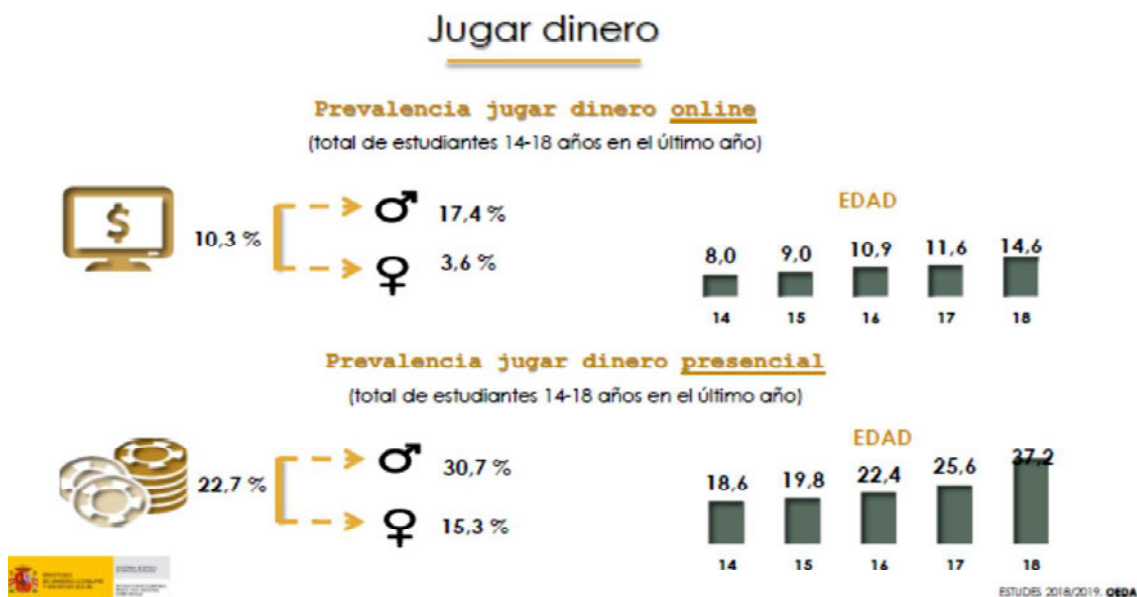 Jugar dinero
Prevalencia jugar dinero online
(total de estudiantes 14-18 años en el último año)
$
10,3 %
17,4 %
3,6 %
EDAD
8,0 9,0 10,9 11,6 14,6
14 15 16 17 18
Prevalencia jugar dinero presencial
(total de estudiantes 14-18 años en el último año)
22,7 %
30,7 %
15,3 %
EDAD
18,6 19,8 22,4 25,6 37,2
14 15 16 17 18
ESTUDES 2018/2019. OEDA